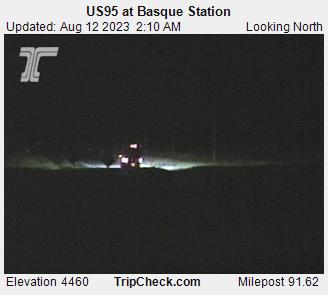 US95 at Basque Station
Updated: Aug 12 2023 2:10 AM Looking North
Elevation 4460 TripCheck.com Milepost 91.62